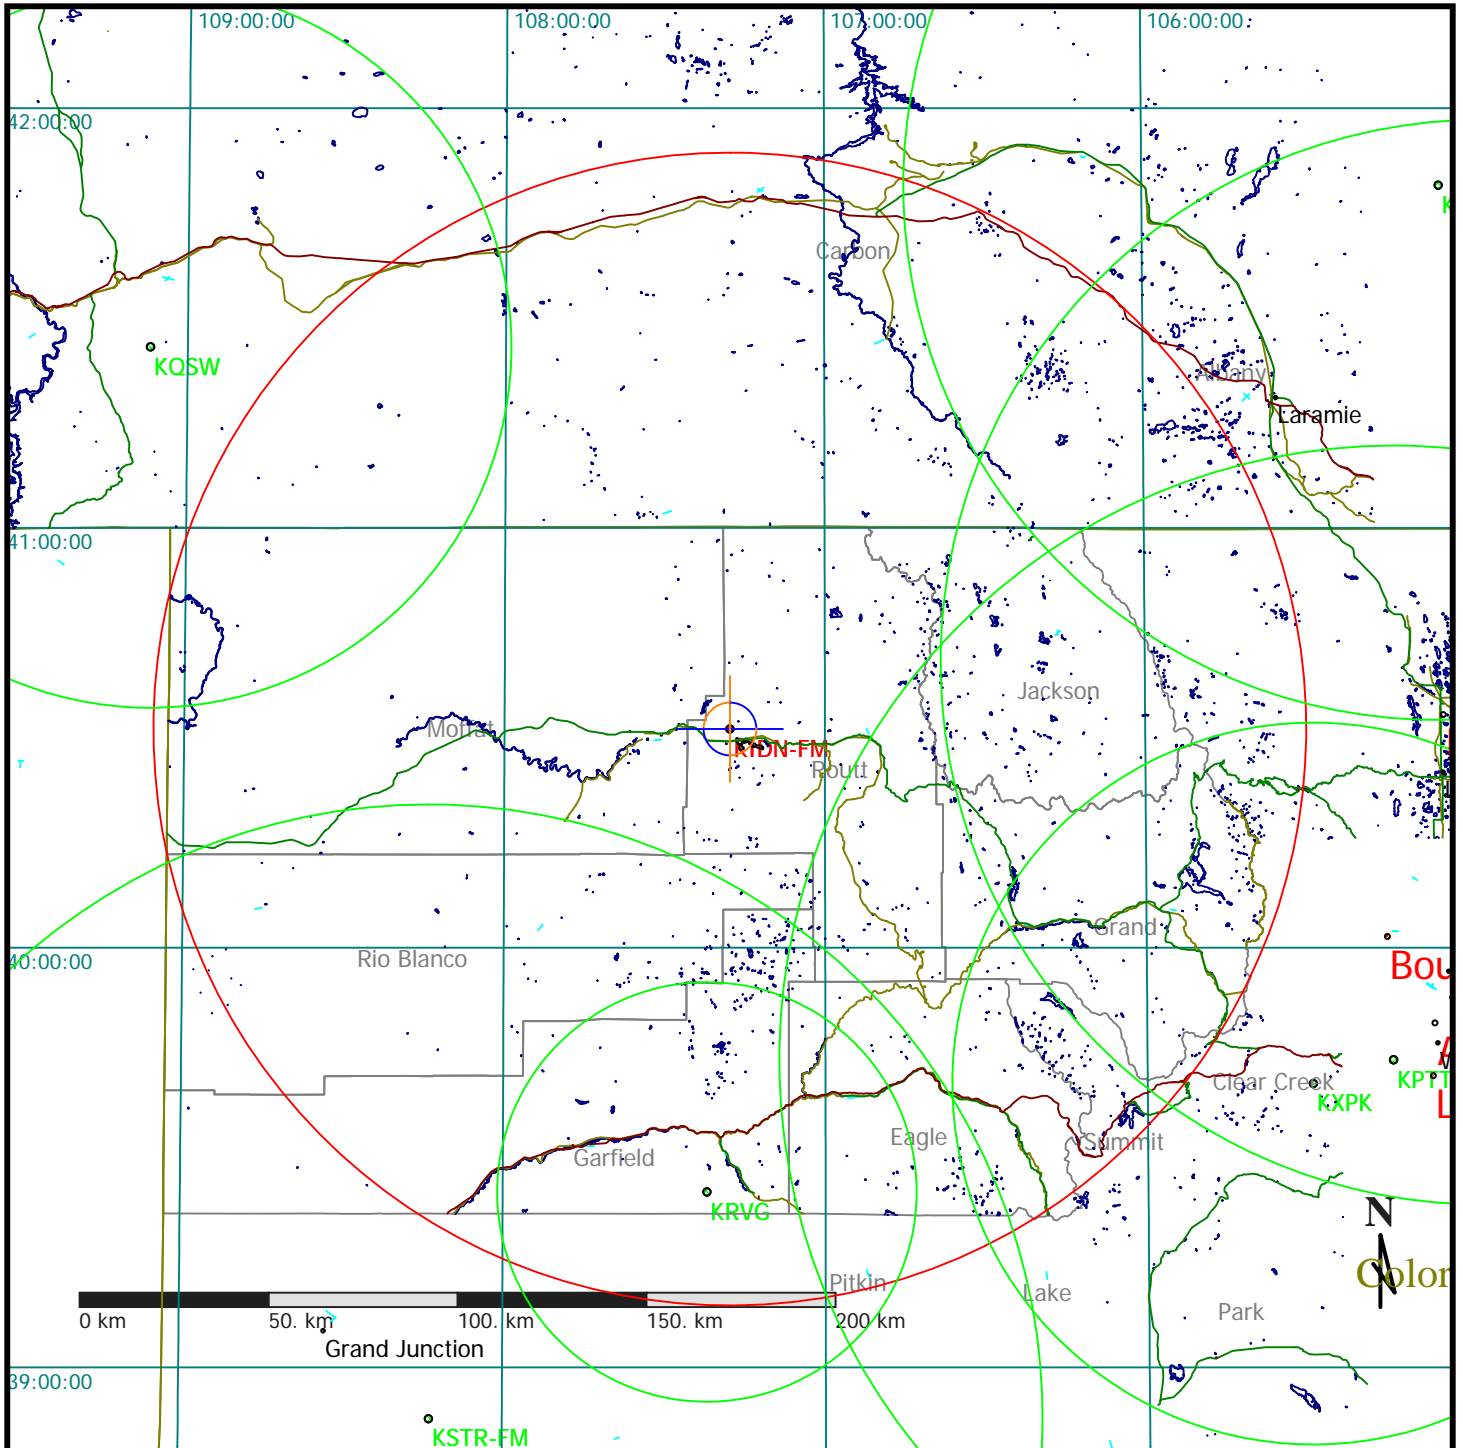 109:00:00
108:00:00
107:00:00
106:00:00
42:00:00
K
Carbon
KQSW
Albany
Laramie
41:00:00
Jackson
Moffat
KIDN-FM
Routt
Grand
Rio Blanco
40:00:00
Bou
KPTT
Clear Creek
KXPK
L
Eagle
Summit
Garfield
KRVG
N
Color
Pitkin
Lake
Park
0 km
50. km
100. km
150. km
200 km
Grand Junction
39:00:00
KSTR-FM